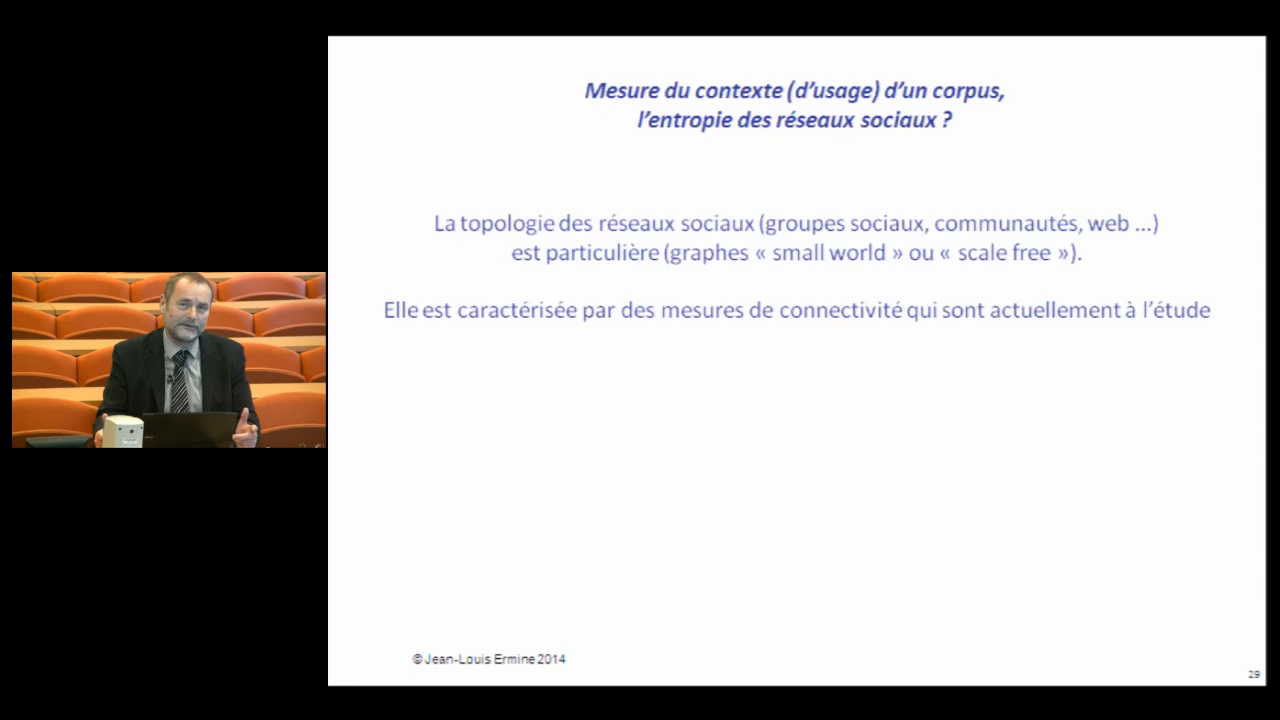 Mesure du contexte (d’usage) d’un corpus,
l’entropie des réseaux sociaux ?
La topologie des réseaux sociaux (groupes sociaux, communautés, web ...)
est particulière (graphes « small world » ou « scale free »).
Elle est caractérisée par des mesures de connectivité qui sont actuellement à l’étude
© Jean-Louis Ermine 2014
29